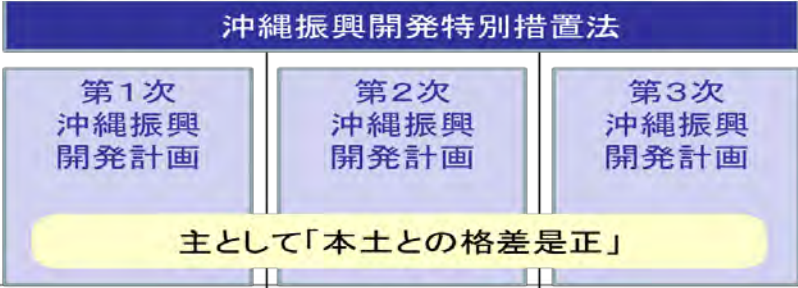 沖縄振興開発特別措置法
第1次
沖縄振興
開発計画
第2次
沖縄振興
開発計画
第3次
沖縄振興
開発計画
主として「本土との格差是正」